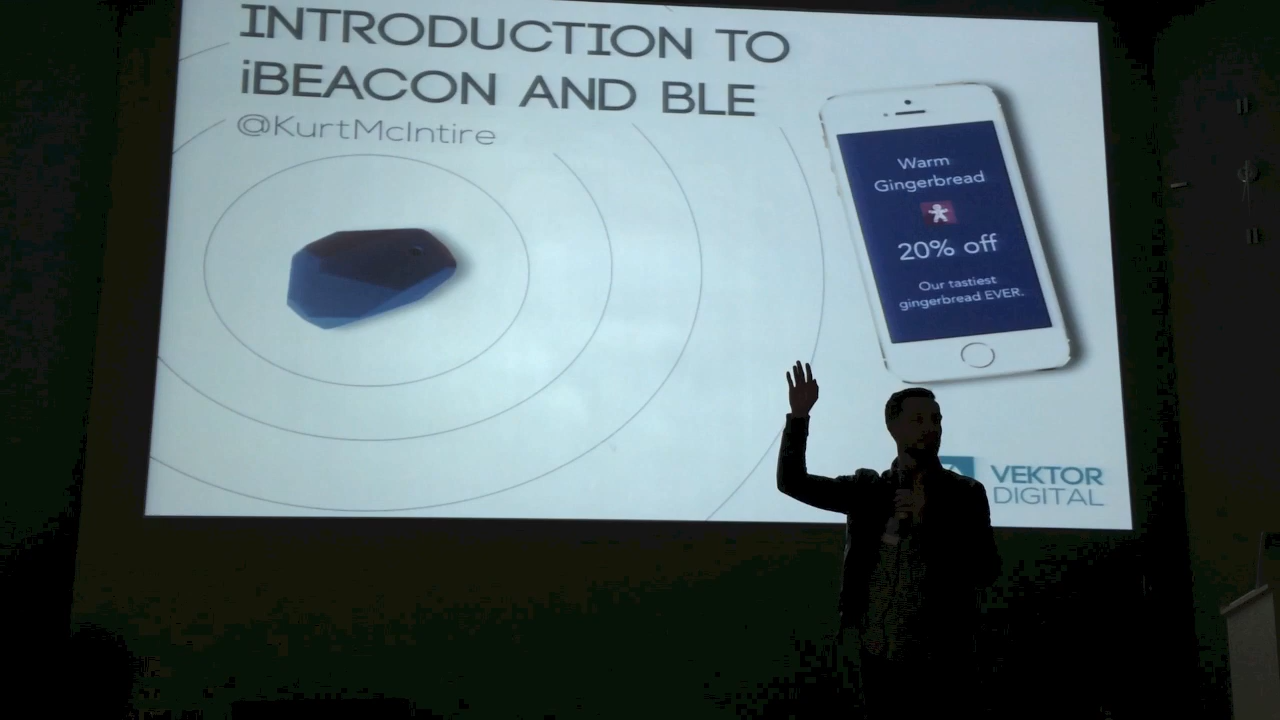 INTRODUCTION TO
iBEACON AND BLE
@KurtMcIntire
Warm
Gingerbread
20% off
Our tastiest
gingerbread EVER.
VEKTOR
DIGITAL